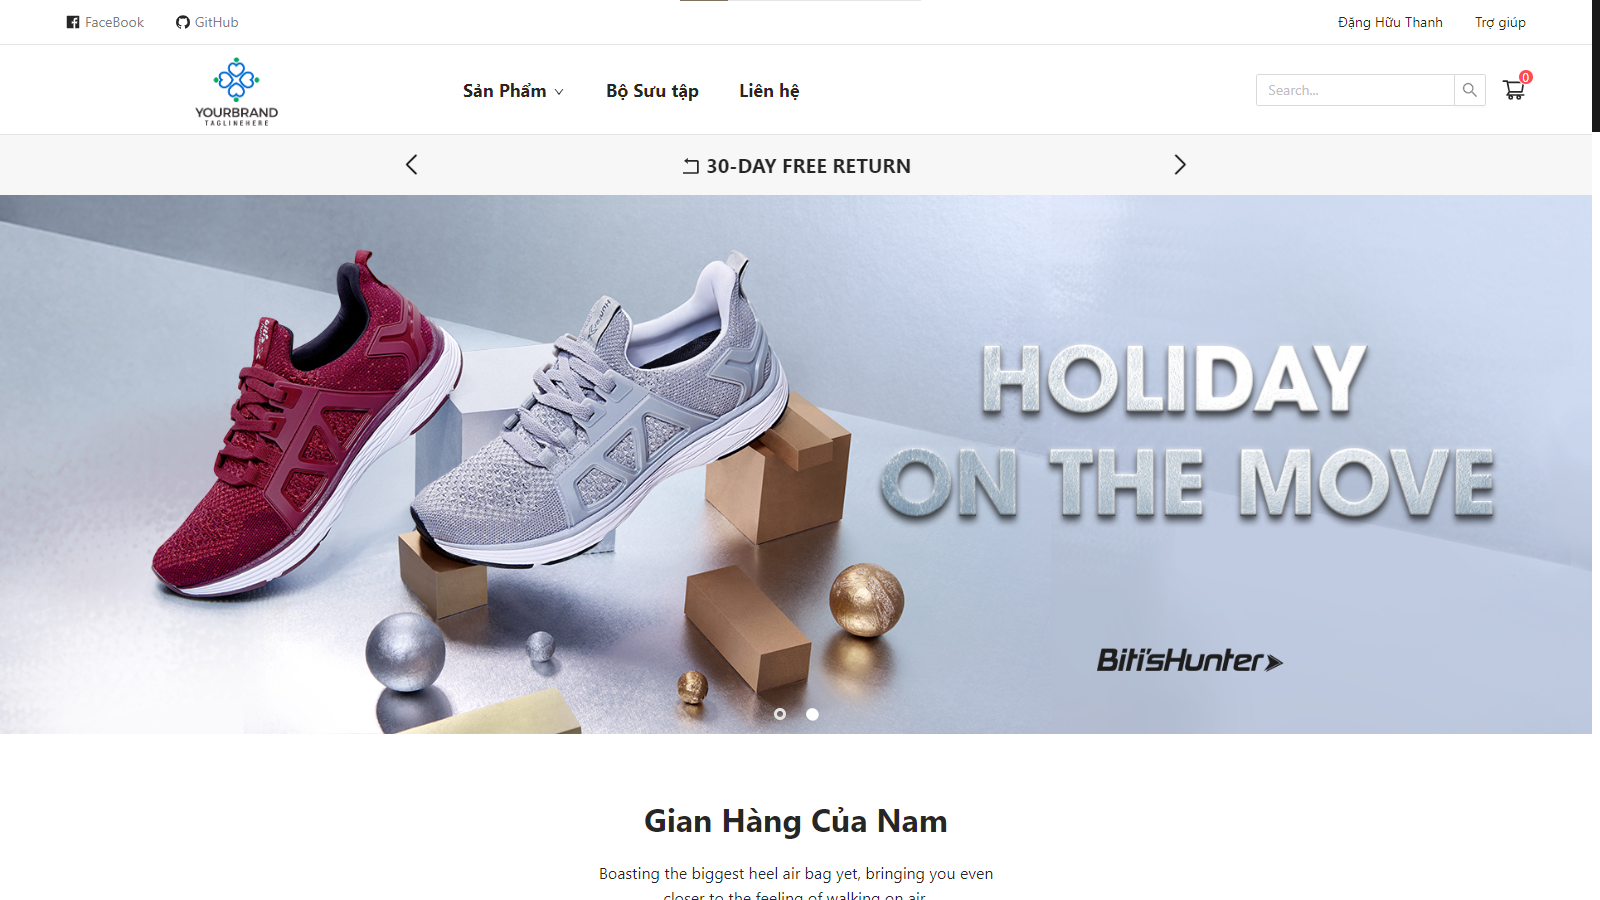 FaceBook
GitHub
Đặng Hữu Thanh
Trợ giúp
YOURBRAND
TAGLINEHERE
Sản Phẩm
Bộ Sưu tập
Liên hệ
Search...
0
30-DAY FREE RETURN
HOLIDAY
ON THE MOVE
Biti'sHunter
Gian Hàng Của Nam
Boasting the biggest heel air bag yet, bringing you even
closer to the feeling of walking on air.